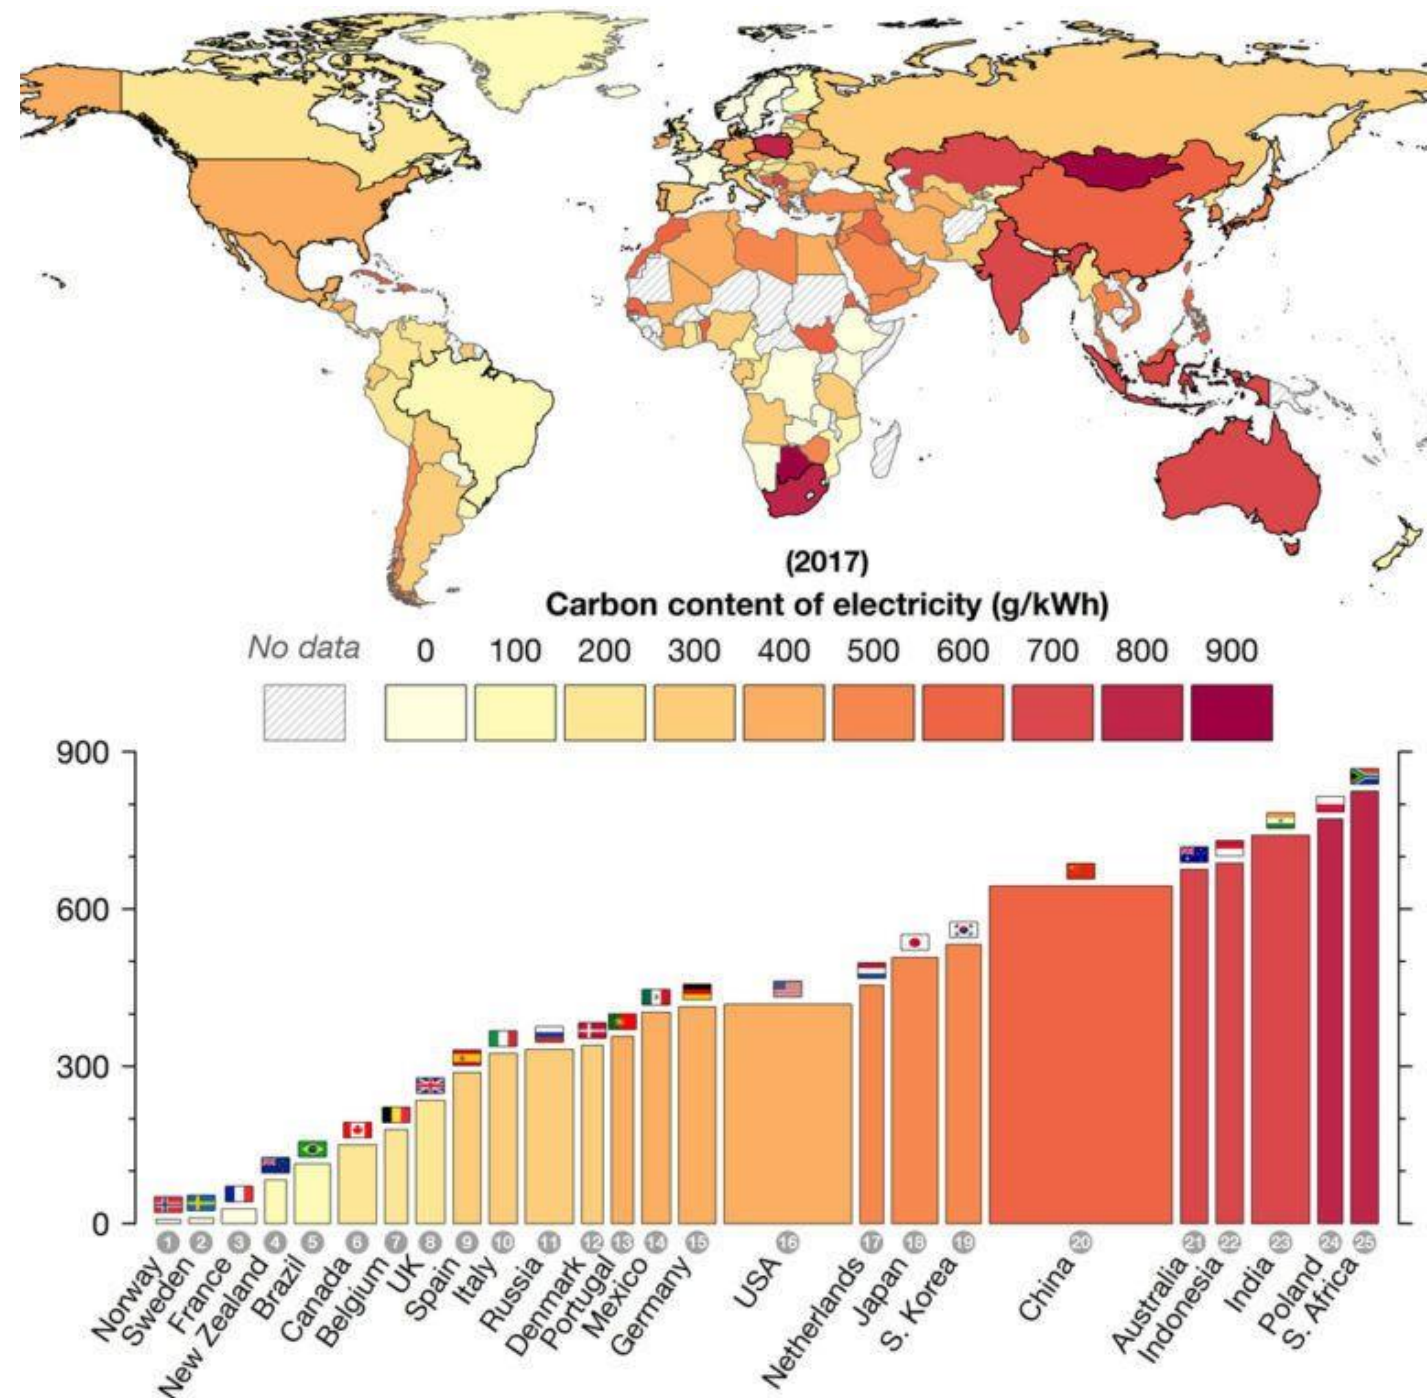 (2017)
Carbon content of electricity (g/kWh)
No data 0 100 200 300 400 500 600 700 800 900
900
600
300
0
1 2 3 4 5 6 7 8 9 10 11 12 13 14 15 16 17 18 19 20 21 22 23 24 25
Norway
Sweden
France
New Zealand
Brazil
Canada
Belgium
UK
Spain
Italy
Russia
Denmark
Portugal
Mexico
Germany
USA
Netherlands
Japan
S. Korea
China
Australia
Indonesia
India
Poland
S. Africa